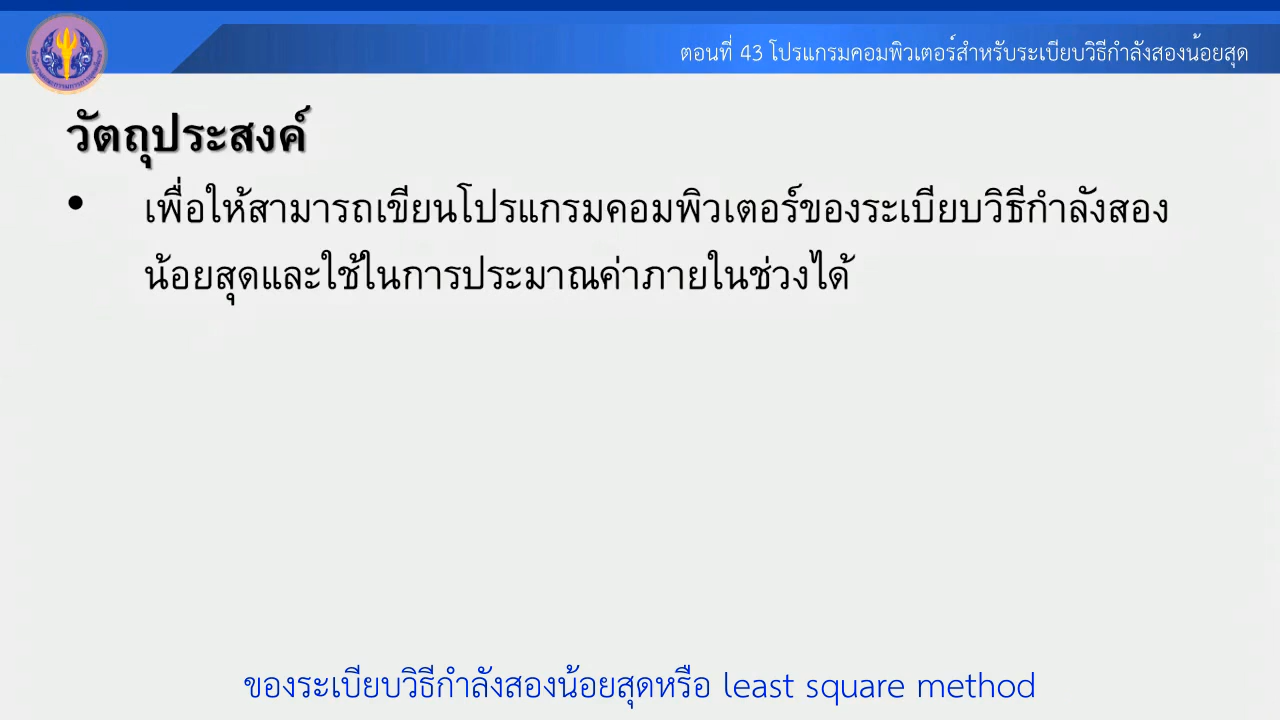 ตอนที่ 43 โปรแกรมคอมพิวเตอร์สำหรับระเบียบวิธีกำลังสองน้อยสุด
วัตถุประสงค์
• เพื่อให้สามารถเขียนโปรแกรมคอมพิวเตอร์ของระเบียบวิธีกำลังสอง
น้อยสุดและใช้ในการประมาณค่าภายในช่วงได้
ของระเบียบวิธีกำลังสองน้อยสุดหรือ least square method